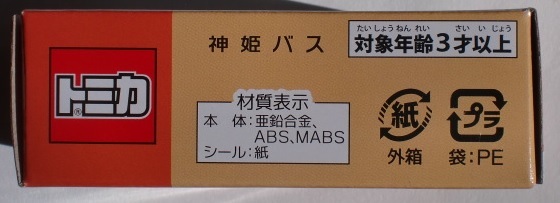 トミカ
®
神姫バス
たいしょうねんれい さいいじょう
対象年齢3才以上
材質表示
本 体:亜鉛合金、
ABS、MABS
シール:紙
紙
外箱
プラ
袋:PE